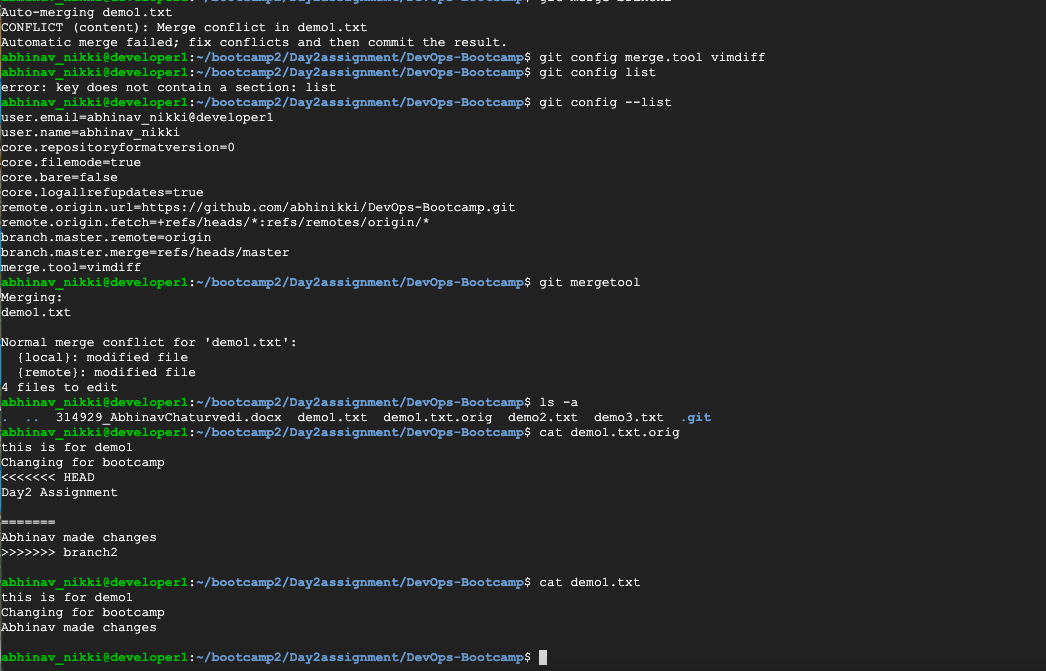 Auto-merging demo1.txt
CONFLICT (content): Merge conflict in demo1.txt
Automatic merge failed; fix conflicts and then commit the result.
abhinav_nikki@developer1:~/bootcamp2/Day2assignment/DevOps-Bootcamp$ git config merge.tool vimdiff
abhinav_nikki@developer1:~/bootcamp2/Day2assignment/DevOps-Bootcamp$ git config list
error: key does not contain a section: list
abhinav_nikki@developer1:~/bootcamp2/Day2assignment/DevOps-Bootcamp$ git config --list
user.email=abhinav_nikki@developer1
user.name=abhinav_nikki
core.repositoryformatversion=0
core.filemode=true
core.bare=false
core.logallrefupdates=true
remote.origin.url=https://github.com/abhinikki/DevOps-Bootcamp.git
remote.origin.fetch=+refs/heads/*:refs/remotes/origin/*
branch.master.remote=origin
branch.master.merge=refs/heads/master
merge.tool=vimdiff
abhinav_nikki@developer1:~/bootcamp2/Day2assignment/DevOps-Bootcamp$ git mergetool
Merging:
demo1.txt
Normal merge conflict for 'demo1.txt':
  {local}: modified file
  {remote}: modified file
4 files to edit
abhinav_nikki@developer1:~/bootcamp2/Day2assignment/DevOps-Bootcamp$ ls -a
.  ..  314929_AbhinavChaturvedi.docx  demo1.txt  demo1.txt.orig  demo2.txt  demo3.txt  .git
abhinav_nikki@developer1:~/bootcamp2/Day2assignment/DevOps-Bootcamp$ cat demo1.txt.orig
this is for demo1
Changing for bootcamp
<<<<<<< HEAD
Day2 Assignment
=======
Abhinav made changes
>>>>>>> branch2
abhinav_nikki@developer1:~/bootcamp2/Day2assignment/DevOps-Bootcamp$ cat demo1.txt
this is for demo1
Changing for bootcamp
Abhinav made changes
abhinav_nikki@developer1:~/bootcamp2/Day2assignment/DevOps-Bootcamp$